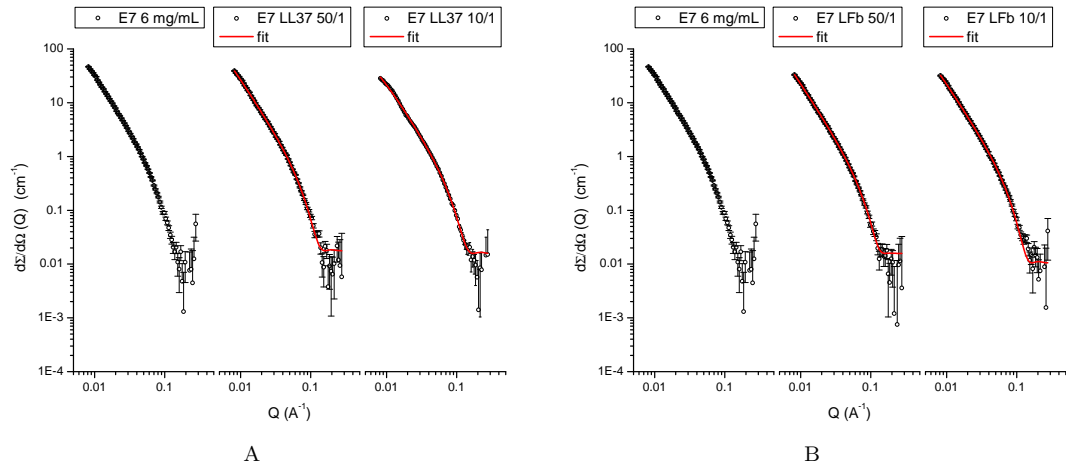 E7 6 mg/mL
E7 LL37 50/1
fit
E7 LL37 10/1
fit
100
10
1
0.1
0.01
1E-3
1E-4
dΣ/dΩ (Q) (cm⁻¹)
0.01 0.1 0.01 0.1 0.01 0.1
Q (A⁻¹)
A
E7 6 mg/mL
E7 LFb 50/1
fit
E7 LFb 10/1
fit
100
10
1
0.1
0.01
1E-3
1E-4
dΣ/dΩ (Q) (cm⁻¹)
0.01 0.1 0.01 0.1 0.01 0.1
Q (A⁻¹)
B